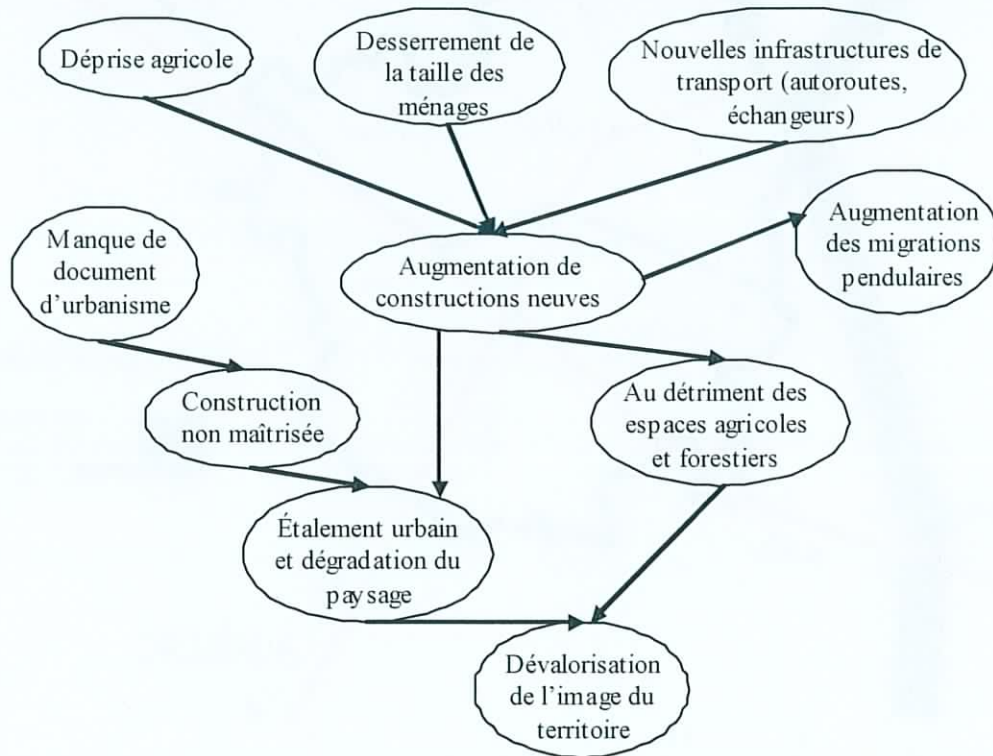 Déprise agricole
Desserrement de
la taille des
ménages
Nouvelles infrastructures de
transport (autoroutes,
échangeurs)
Manque de
document
d'urbanisme
Augmentation de
constructions neuves
Augmentation
des migrations
pendulaires
Construction
non maîtrisée
Au détriment des
espaces agricoles
et forestiers
Étalement urbain
et dégradation du
paysage
Dévalorisation
de l'image du
territoire